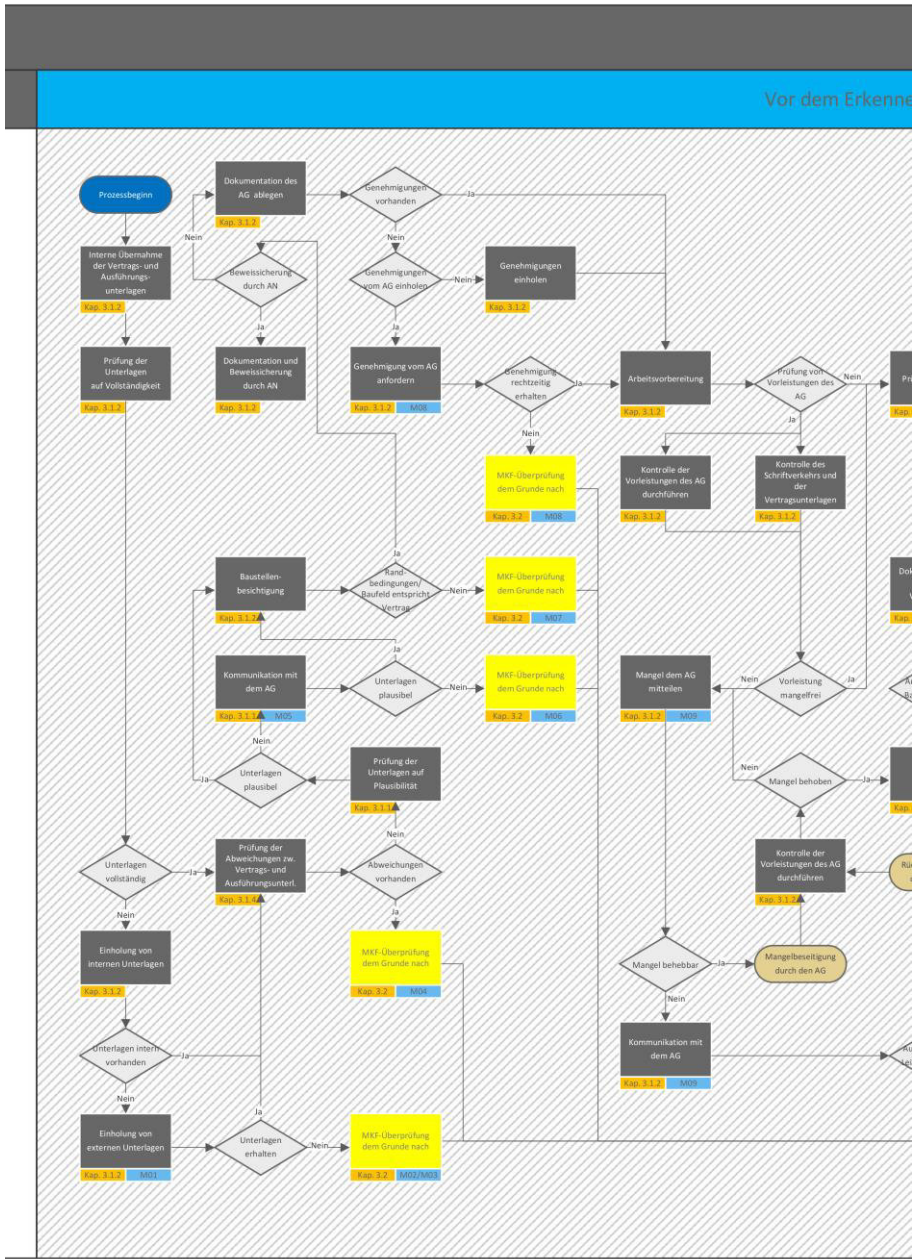 Vor dem Erkenne
Prozessbeginn
Interne Übernahme
der Vertrags- und
Ausführungs-
unterlagen
Kap. 3.1.2
Prüfung der
Unterlagen
auf Vollständigkeit
Kap. 3.1.2
Dokumentation des
AG ablegen
Kap. 3.1.2
Nein
Beweissicherung
durch AN
Ja
Dokumentation und
Beweissicherung
durch AN
Kap. 3.1.2
Genehmigungen
vorhanden
Ja
Nein
Genehmigungen
vom AG einholen
Nein
Genehmigungen
einholen
Kap. 3.1.2
Ja
Genehmigung vom AG
anfordern
Kap. 3.1.2
M08
Genehmigung
rechtzeitig
erhalten
Ja
Nein
Arbeitsvorbereitung
Kap. 3.1.2
Prüfung von
Vorleistungen des
AG
Nein
Ja
Kap.
MKF-Überprüfung
dem Grunde nach
Kap. 3.2
M08
Kontrolle der
Vorleistungen des AG
durchführen
Kap. 3.1.2
Kontrolle des
Schriftverkehrs und
der
Vertragsunterlagen
Kap. 3.1.2
Ja
Baustellen-
besichtigung
Kap. 3.1.2
Rand-
bedingungen/
Baufeld entspricht
Vertrag
Nein
MKF-Überprüfung
dem Grunde nach
Kap. 3.2
M07
Kap.
Ja
Kommunikation mit
dem AG
Kap. 3.1.1
M05
Unterlagen
plausibel
Nein
MKF-Überprüfung
dem Grunde nach
Kap. 3.2
M06
Mangel dem AG
mitteilen
Kap. 3.1.2
M09
Nein
Vorleistung
mangelfrei
Ja
Nein
Ja
Unterlagen
plausibel
Prüfung der
Unterlagen auf
Plausibilität
Kap. 3.1.1
Nein
Mangel behoben
Ja
Kap.
Nein
Unterlagen
vollständig
Ja
Prüfung der
Abweichungen zw.
Vertrags- und
Ausführungsunterl.
Kap. 3.1.4
Abweichungen
vorhanden
Kontrolle der
Vorleistungen des AG
durchführen
Kap. 3.1.2
Nein
Ja
Einholung von
internen Unterlagen
Kap. 3.1.2
MKF-Überprüfung
dem Grunde nach
Kap. 3.2
M04
Mangel behebbar
Ja
Mangelbeseitigung
durch den AG
Nein
Unterlagen intern
vorhanden
Ja
Kommunikation mit
dem AG
Kap. 3.1.2
M09
Nein
Ja
Einholung von
externen Unterlagen
Kap. 3.1.2
M01
Unterlagen
erhalten
Nein
MKF-Überprüfung
dem Grunde nach
Kap. 3.2
M02/M03